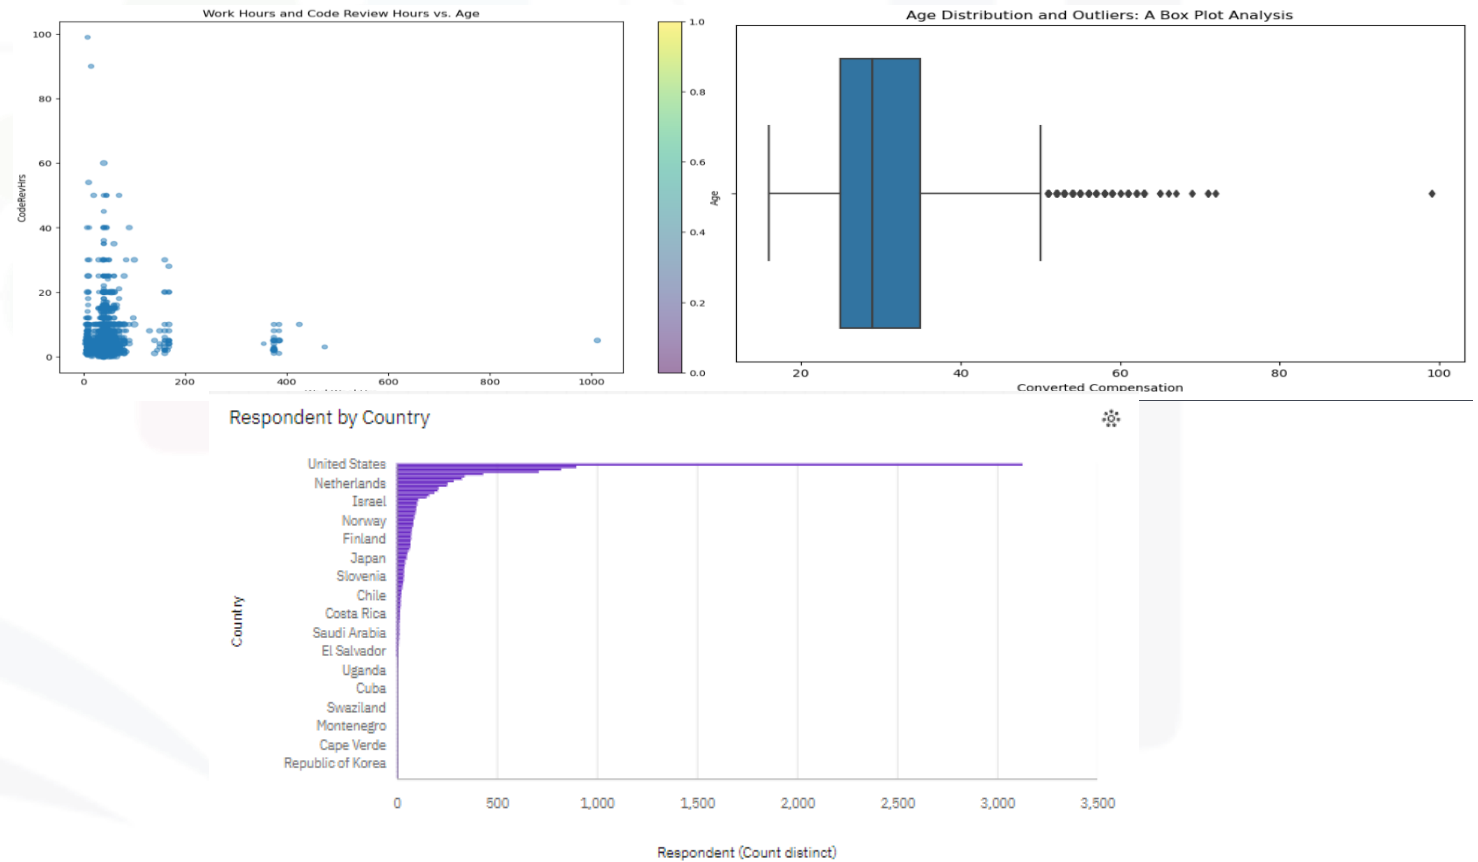 Work Hours and Code Review Hours vs. Age
CodeRevHrs
100
80
60
40
20
0
0
200
400
600
800
1000
1.0
0.8
0.6
0.4
0.2
0.0
Age Distribution and Outliers: A Box Plot Analysis
Age
20
40
60
80
100
Converted Compensation
Respondent by Country
Country
United States
Netherlands
Israel
Norway
Finland
Japan
Slovenia
Chile
Costa Rica
Saudi Arabia
El Salvador
Uganda
Cuba
Swaziland
Montenegro
Cape Verde
Republic of Korea
0
500
1,000
1,500
2,000
2,500
3,000
3,500
Respondent (Count distinct)